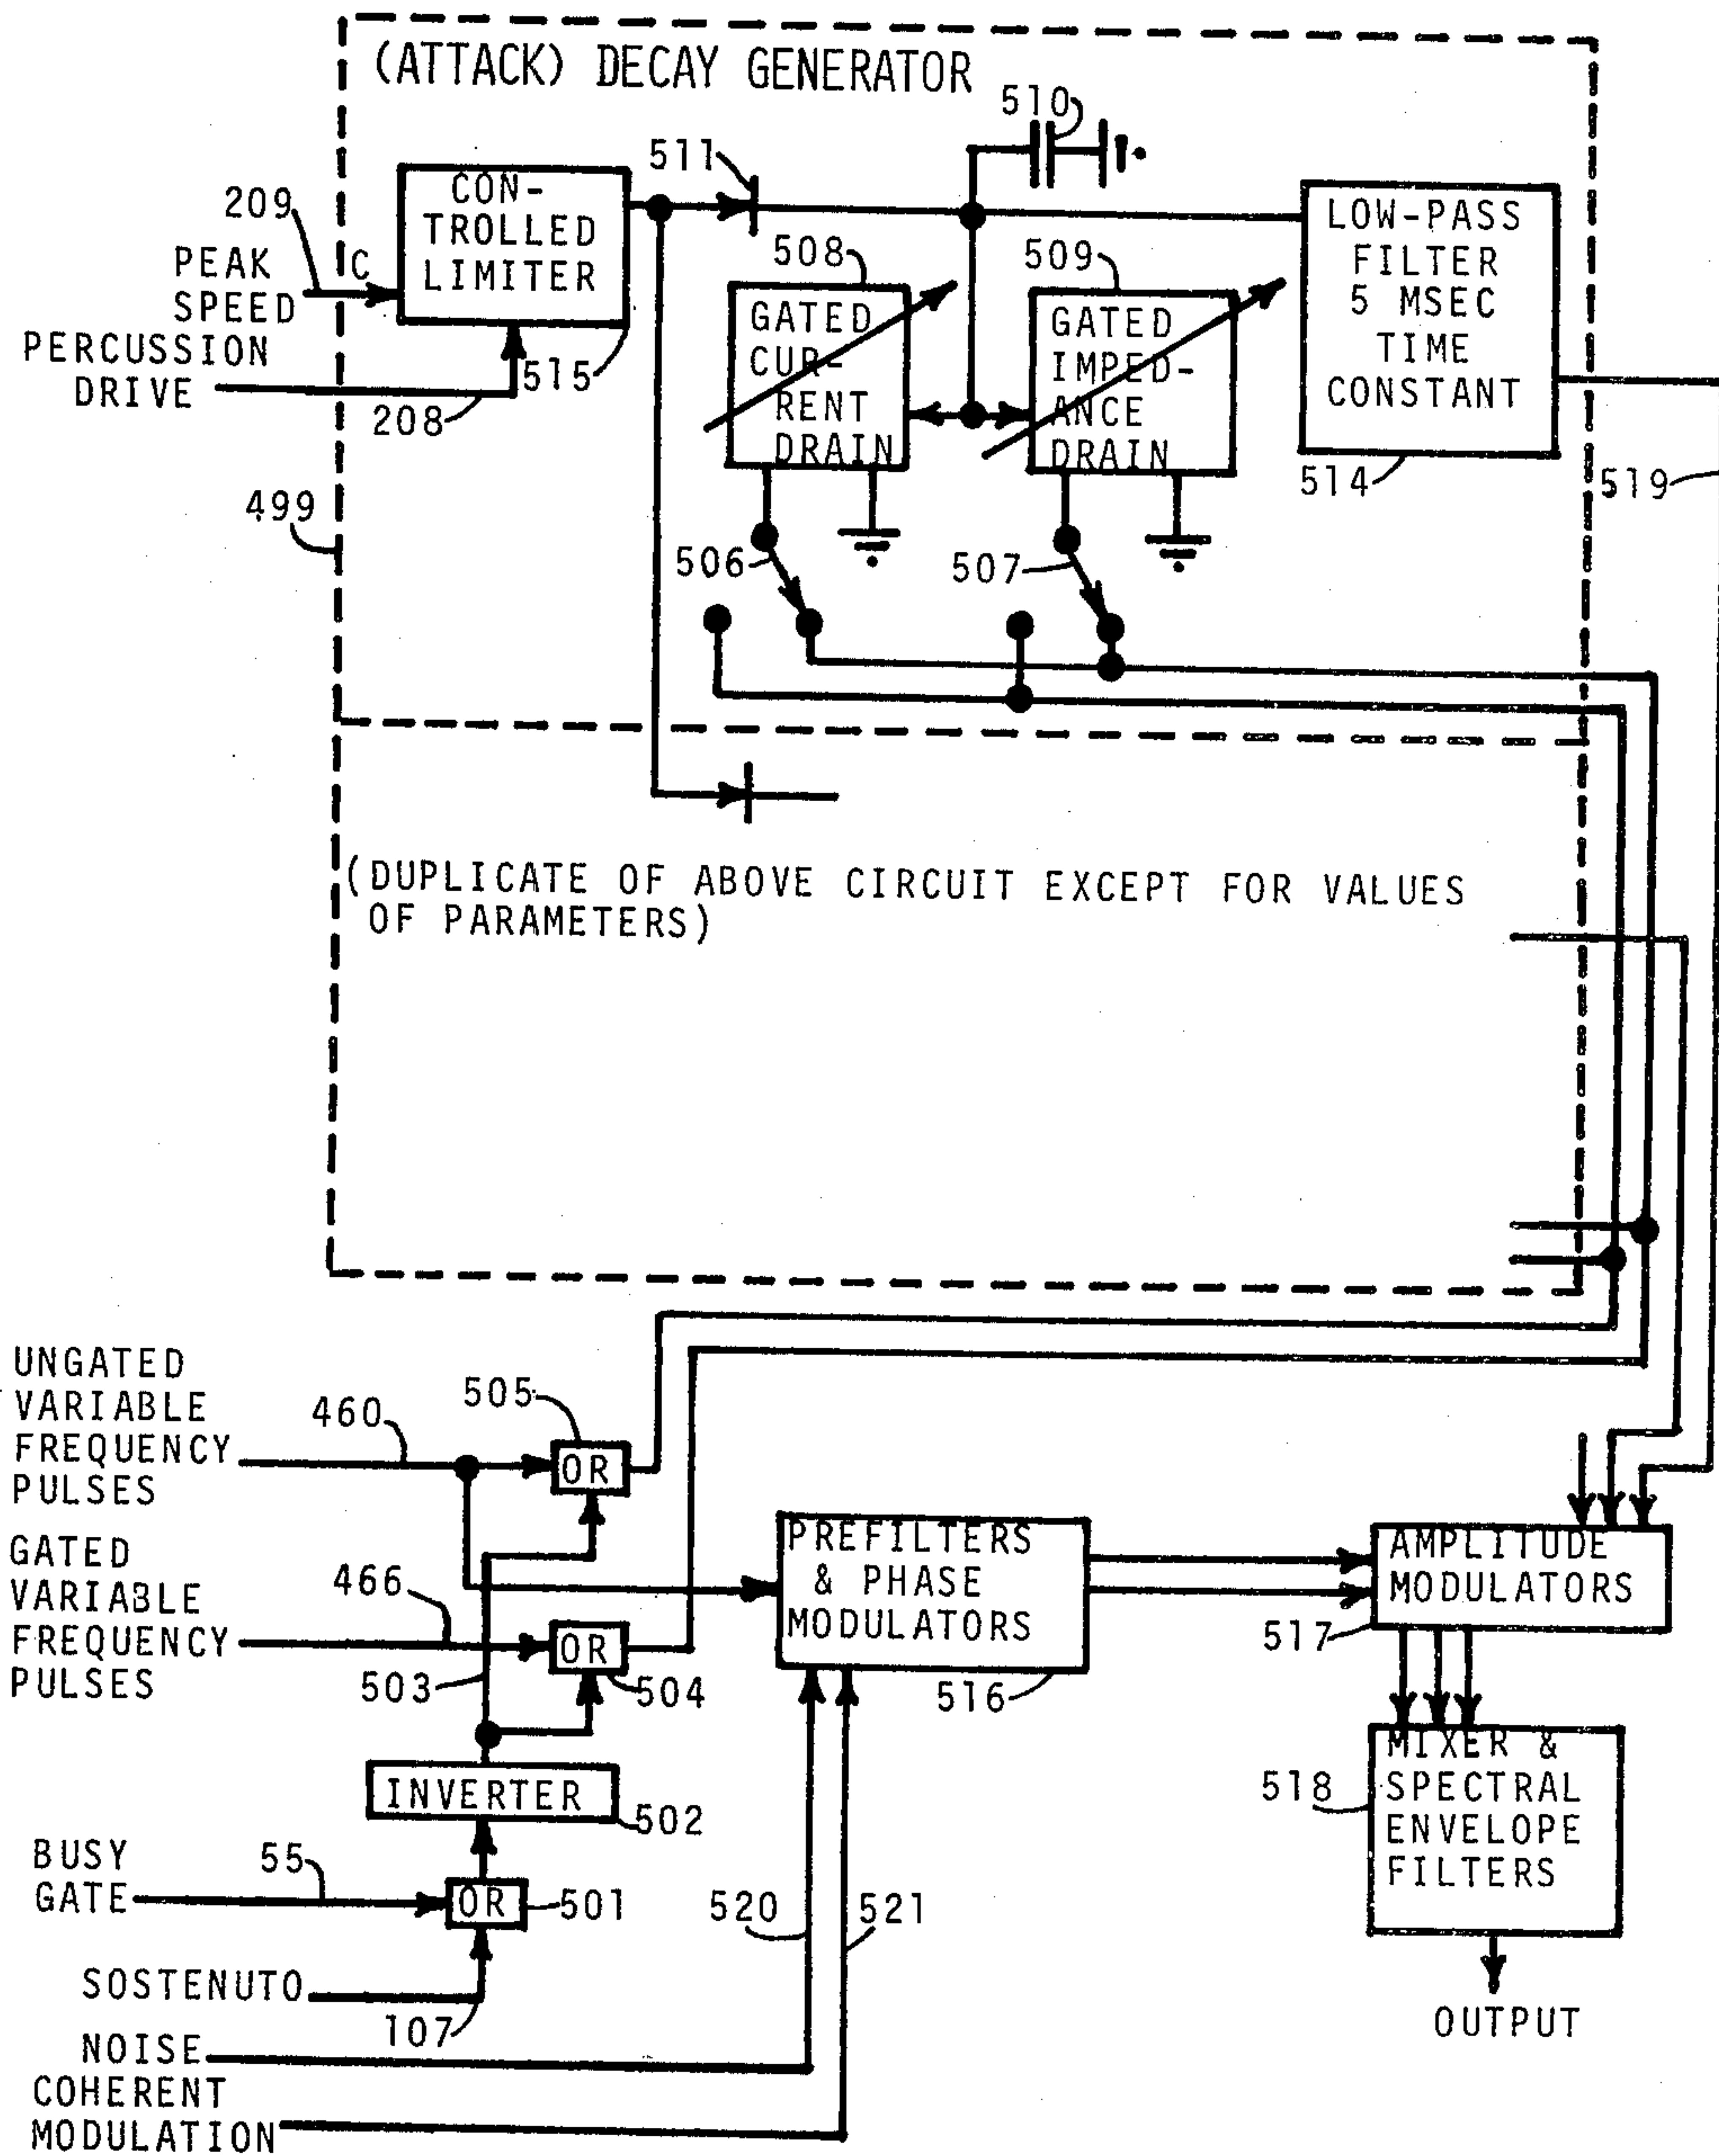 (ATTACK) DECAY GENERATOR
510
511
209
CON-
TROLLED
LIMITER
C
PEAK
SPEED
PERCUSSION
DRIVE
208
515
508
GATED
CUR-
RENT
DRAIN
509
GATED
IMPED-
ANCE
DRAIN
LOW-PASS
FILTER
5 MSEC
TIME
CONSTANT
514
519
499
506
507
(DUPLICATE OF ABOVE CIRCUIT EXCEPT FOR VALUES
OF PARAMETERS)
UNGATED
VARIABLE
FREQUENCY
PULSES
460
505
OR
GATED
VARIABLE
FREQUENCY
PULSES
466
OR
503
504
PREFILTERS
& PHASE
MODULATORS
516
AMPLITUDE
MODULATORS
517
INVERTER
502
BUSY
GATE
55
OR
501
520
521
518
MIXER &
SPECTRAL
ENVELOPE
FILTERS
SOSTENUTO
107
OUTPUT
NOISE
COHERENT
MODULATION